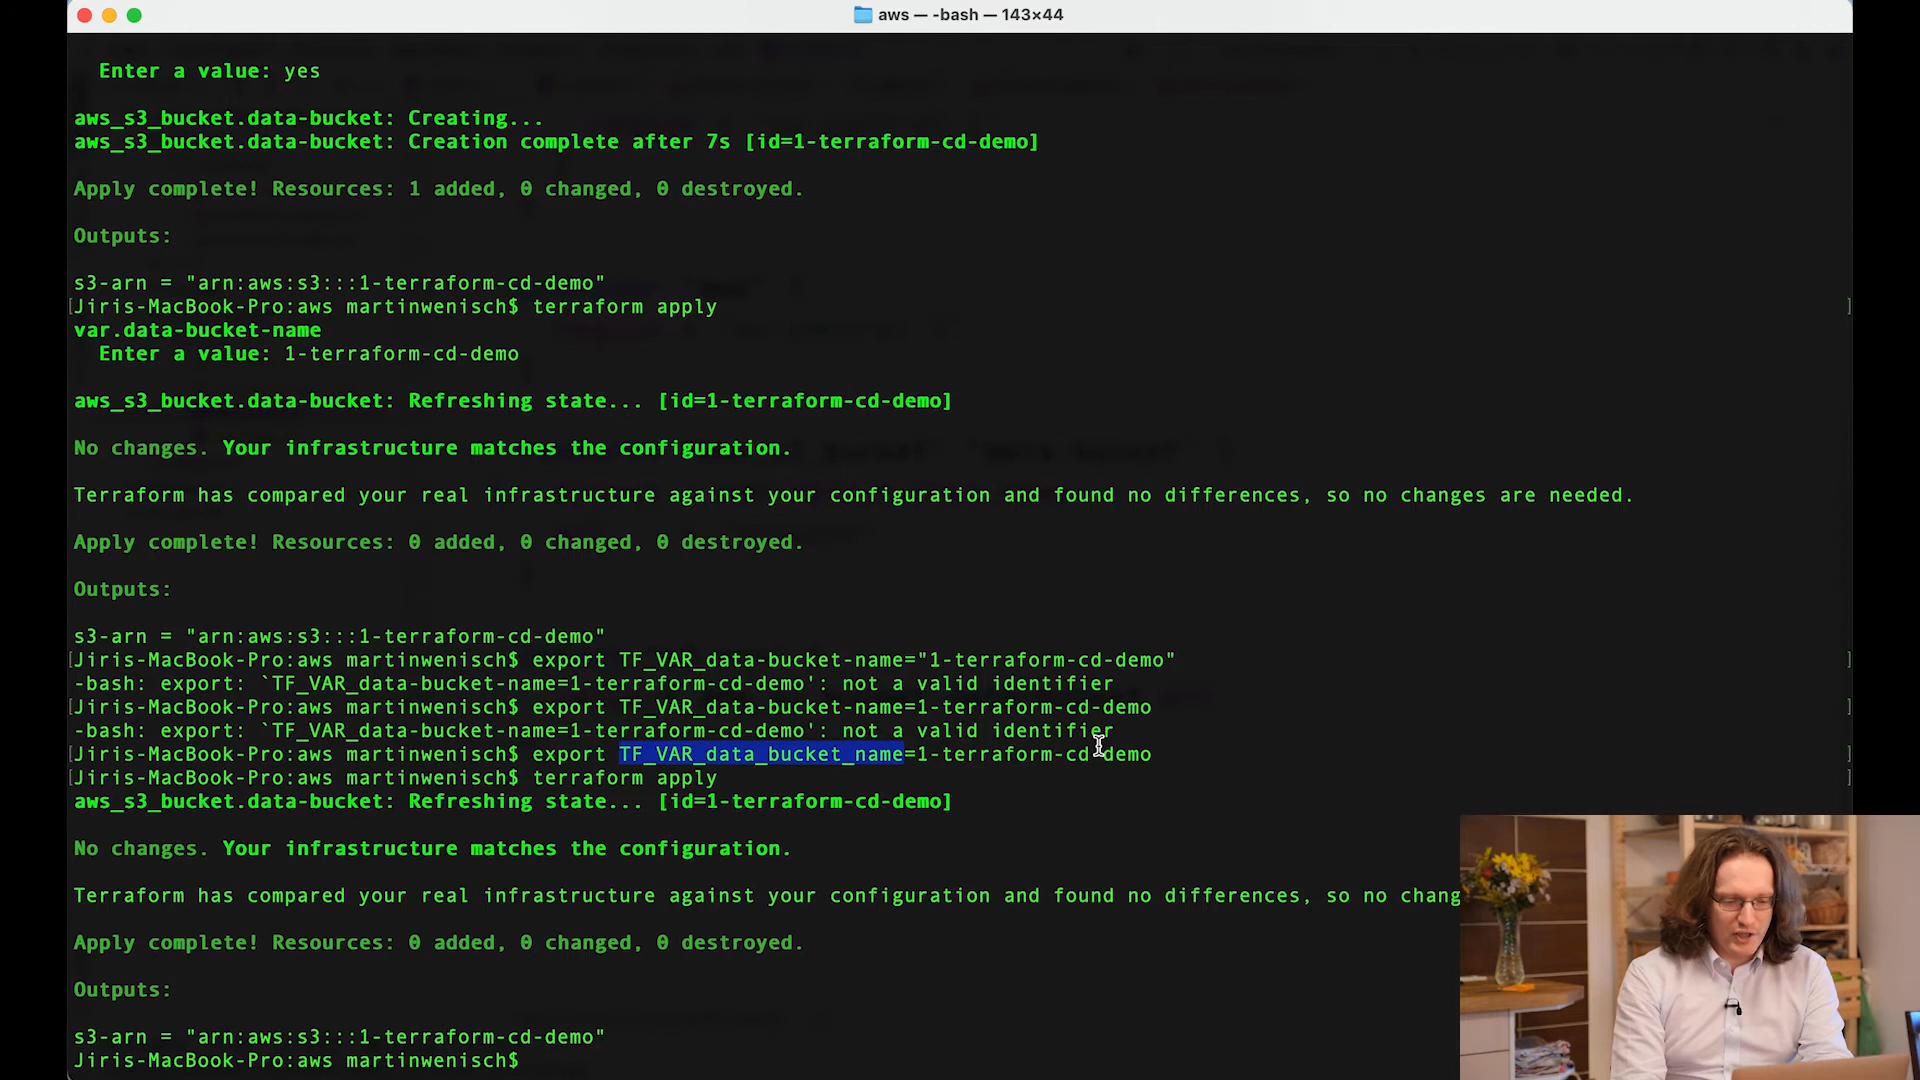 aws — -bash — 143×44
Enter a value: yes
aws_s3_bucket.data-bucket: Creating...
aws_s3_bucket.data-bucket: Creation complete after 7s [id=1-terraform-cd-demo]
Apply complete! Resources: 1 added, 0 changed, 0 destroyed.
Outputs:
s3-arn = "arn:aws:s3:::1-terraform-cd-demo"
[Jiris-MacBook-Pro:aws martinwenisch$ terraform apply ]
var.data-bucket-name
Enter a value: 1-terraform-cd-demo
aws_s3_bucket.data-bucket: Refreshing state... [id=1-terraform-cd-demo]
No changes. Your infrastructure matches the configuration.
Terraform has compared your real infrastructure against your configuration and found no differences, so no changes are needed.
Apply complete! Resources: 0 added, 0 changed, 0 destroyed.
Outputs:
s3-arn = "arn:aws:s3:::1-terraform-cd-demo"
[Jiris-MacBook-Pro:aws martinwenisch$ export TF_VAR_data-bucket-name="1-terraform-cd-demo" ]
-bash: export: `TF_VAR_data-bucket-name=1-terraform-cd-demo': not a valid identifier
[Jiris-MacBook-Pro:aws martinwenisch$ export TF_VAR_data-bucket-name=1-terraform-cd-demo ]
-bash: export: `TF_VAR_data-bucket-name=1-terraform-cd-demo': not a valid identifier
[Jiris-MacBook-Pro:aws martinwenisch$ export TF_VAR_data_bucket_name=1-terraform-cd-demo ]
[Jiris-MacBook-Pro:aws martinwenisch$ terraform apply ]
aws_s3_bucket.data-bucket: Refreshing state... [id=1-terraform-cd-demo]
No changes. Your infrastructure matches the configuration.
Terraform has compared your real infrastructure against your configuration and found no differences, so no chang
Apply complete! Resources: 0 added, 0 changed, 0 destroyed.
Outputs:
s3-arn = "arn:aws:s3:::1-terraform-cd-demo"
Jiris-MacBook-Pro:aws martinwenisch$